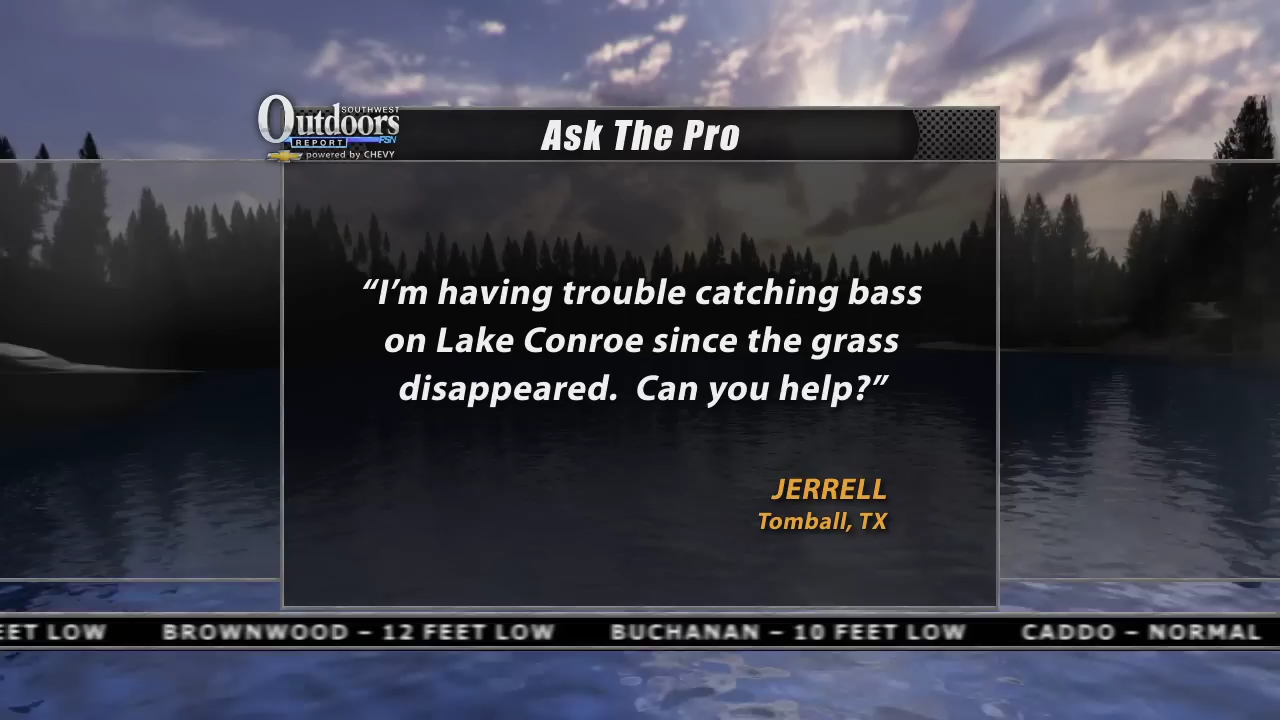 SOUTHWEST
Outdoors
REPORT FSN
powered by CHEVY
Ask The Pro
“I’m having trouble catching bass
on Lake Conroe since the grass
disappeared.  Can you help?”
JERRELL
Tomball, TX
EET LOW BROWNWOOD – 12 FEET LOW BUCHANAN – 10 FEET LOW CADDO – NORMAL